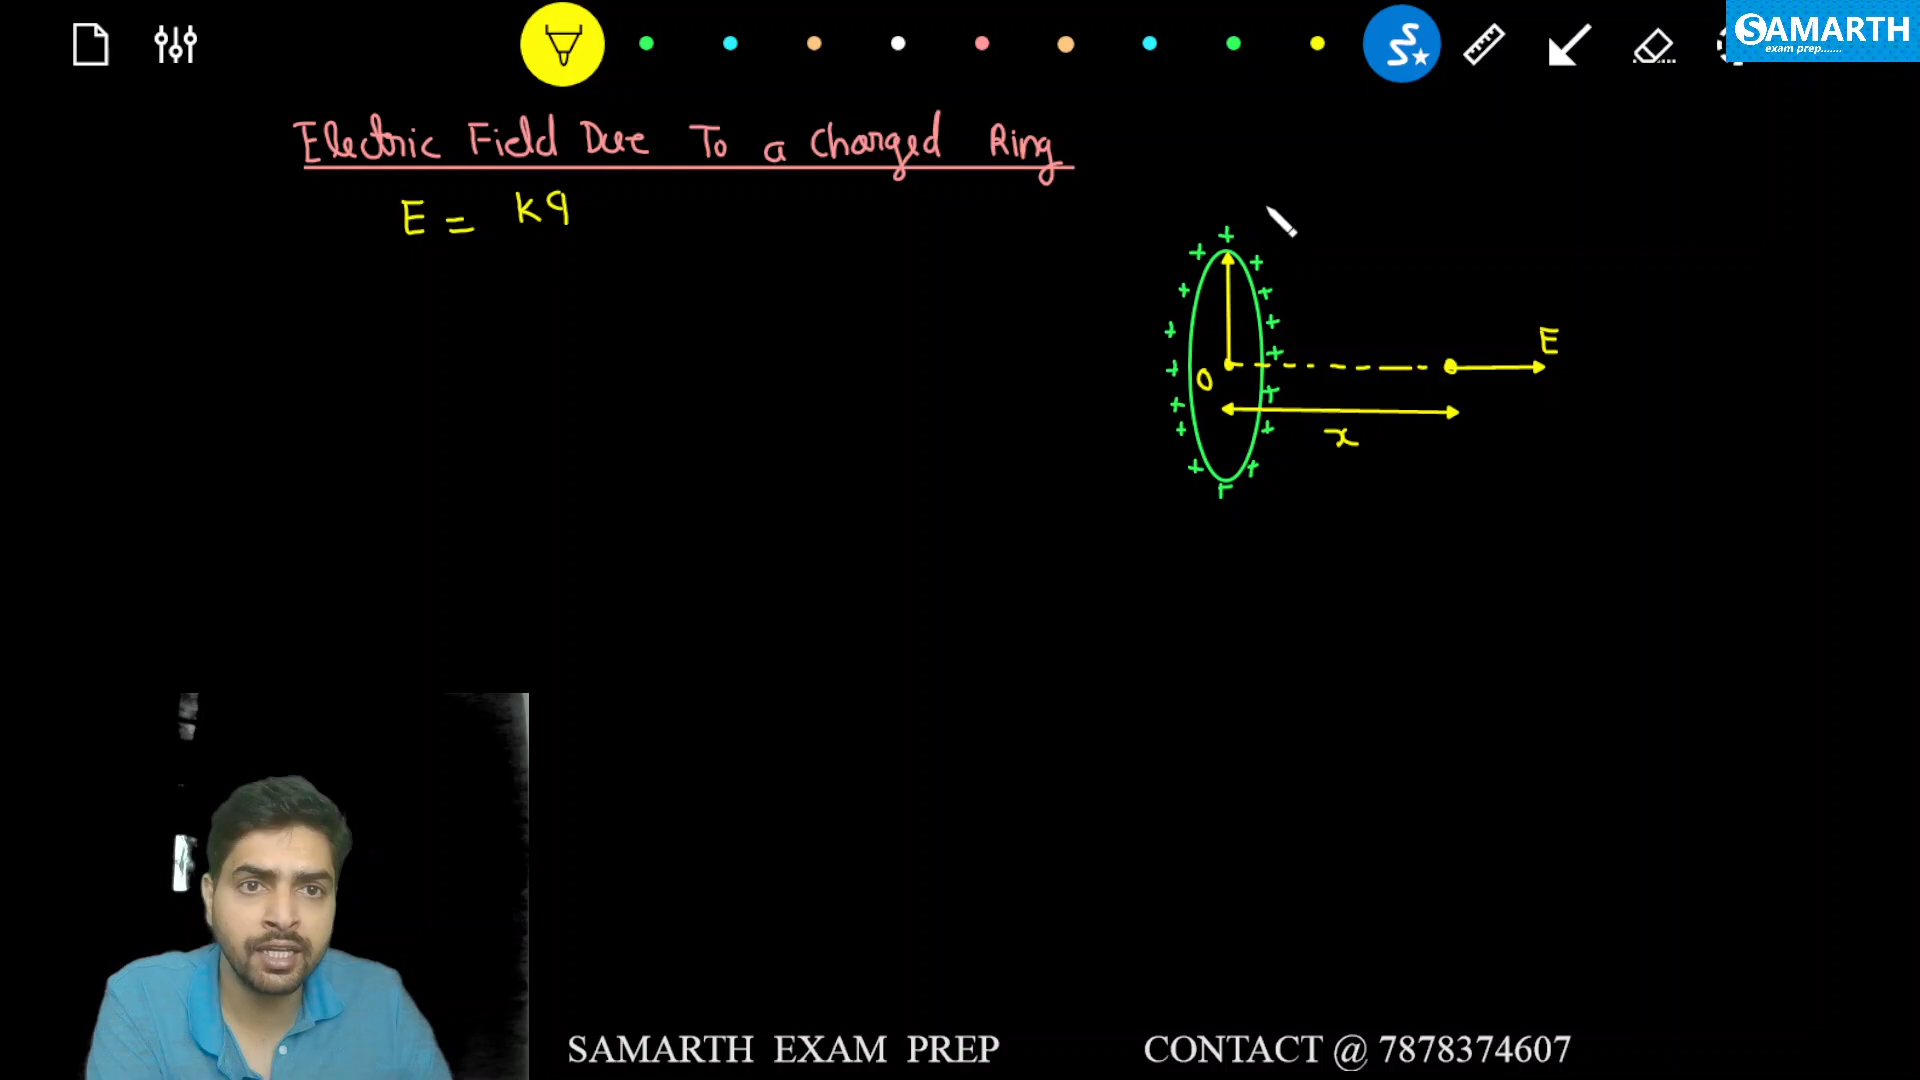 SAMARTH
exam prep.......
Electric Field Due To a Charged Ring
E = kq
E
O
x
SAMARTH EXAM PREP
CONTACT @ 7878374607